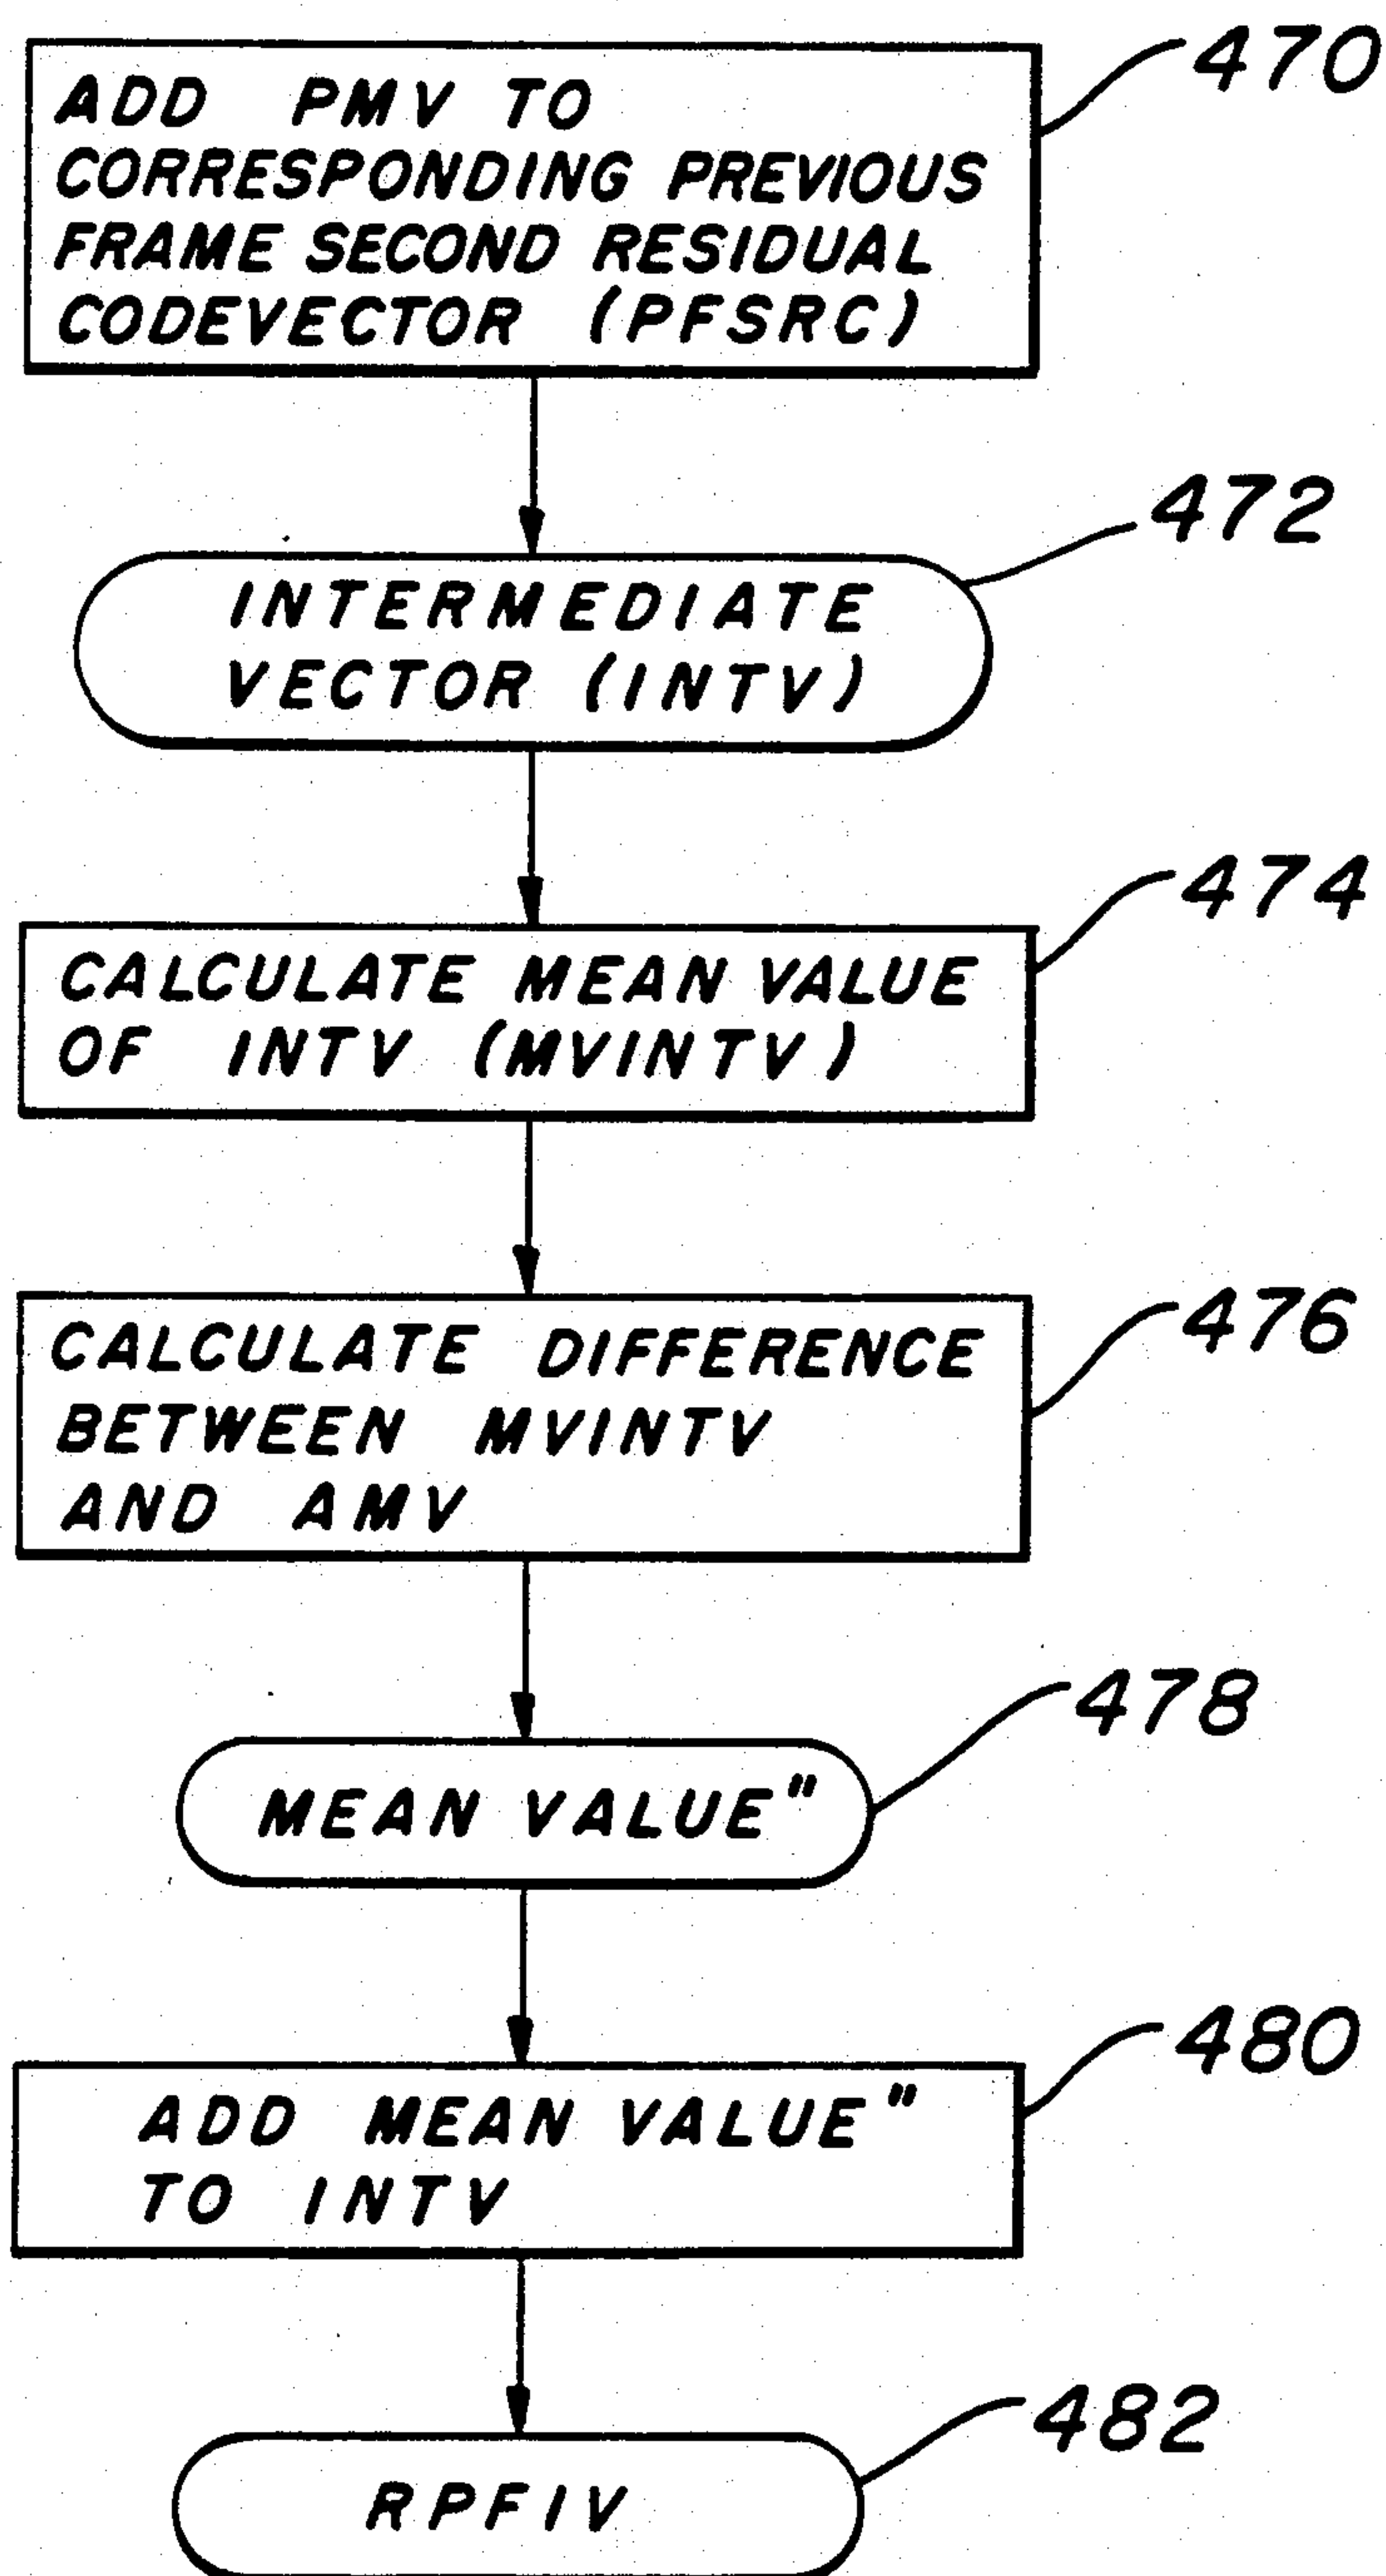 470
ADD PMV TO
CORRESPONDING PREVIOUS
FRAME SECOND RESIDUAL
CODEVECTOR (PFSRC)
472
INTERMEDIATE
VECTOR (INTV)
474
CALCULATE MEAN VALUE
OF INTV (MVINTV)
476
CALCULATE DIFFERENCE
BETWEEN MVINTV
AND AMV
478
MEAN VALUE"
480
ADD MEAN VALUE"
TO INTV
482
RPFIV